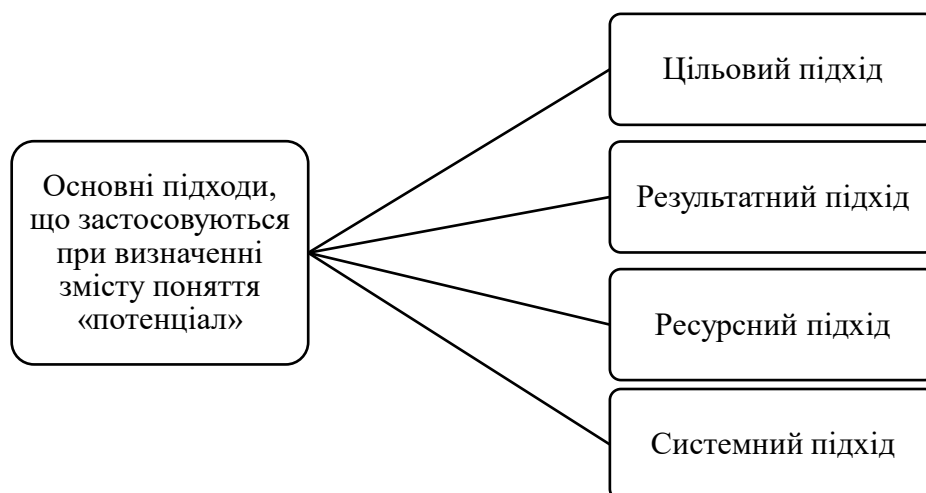 Основні підходи,
що застосовуються
при визначенні
змісту поняття
«потенціал»
Цільовий підхід
Результатний підхід
Ресурсний підхід
Системний підхід